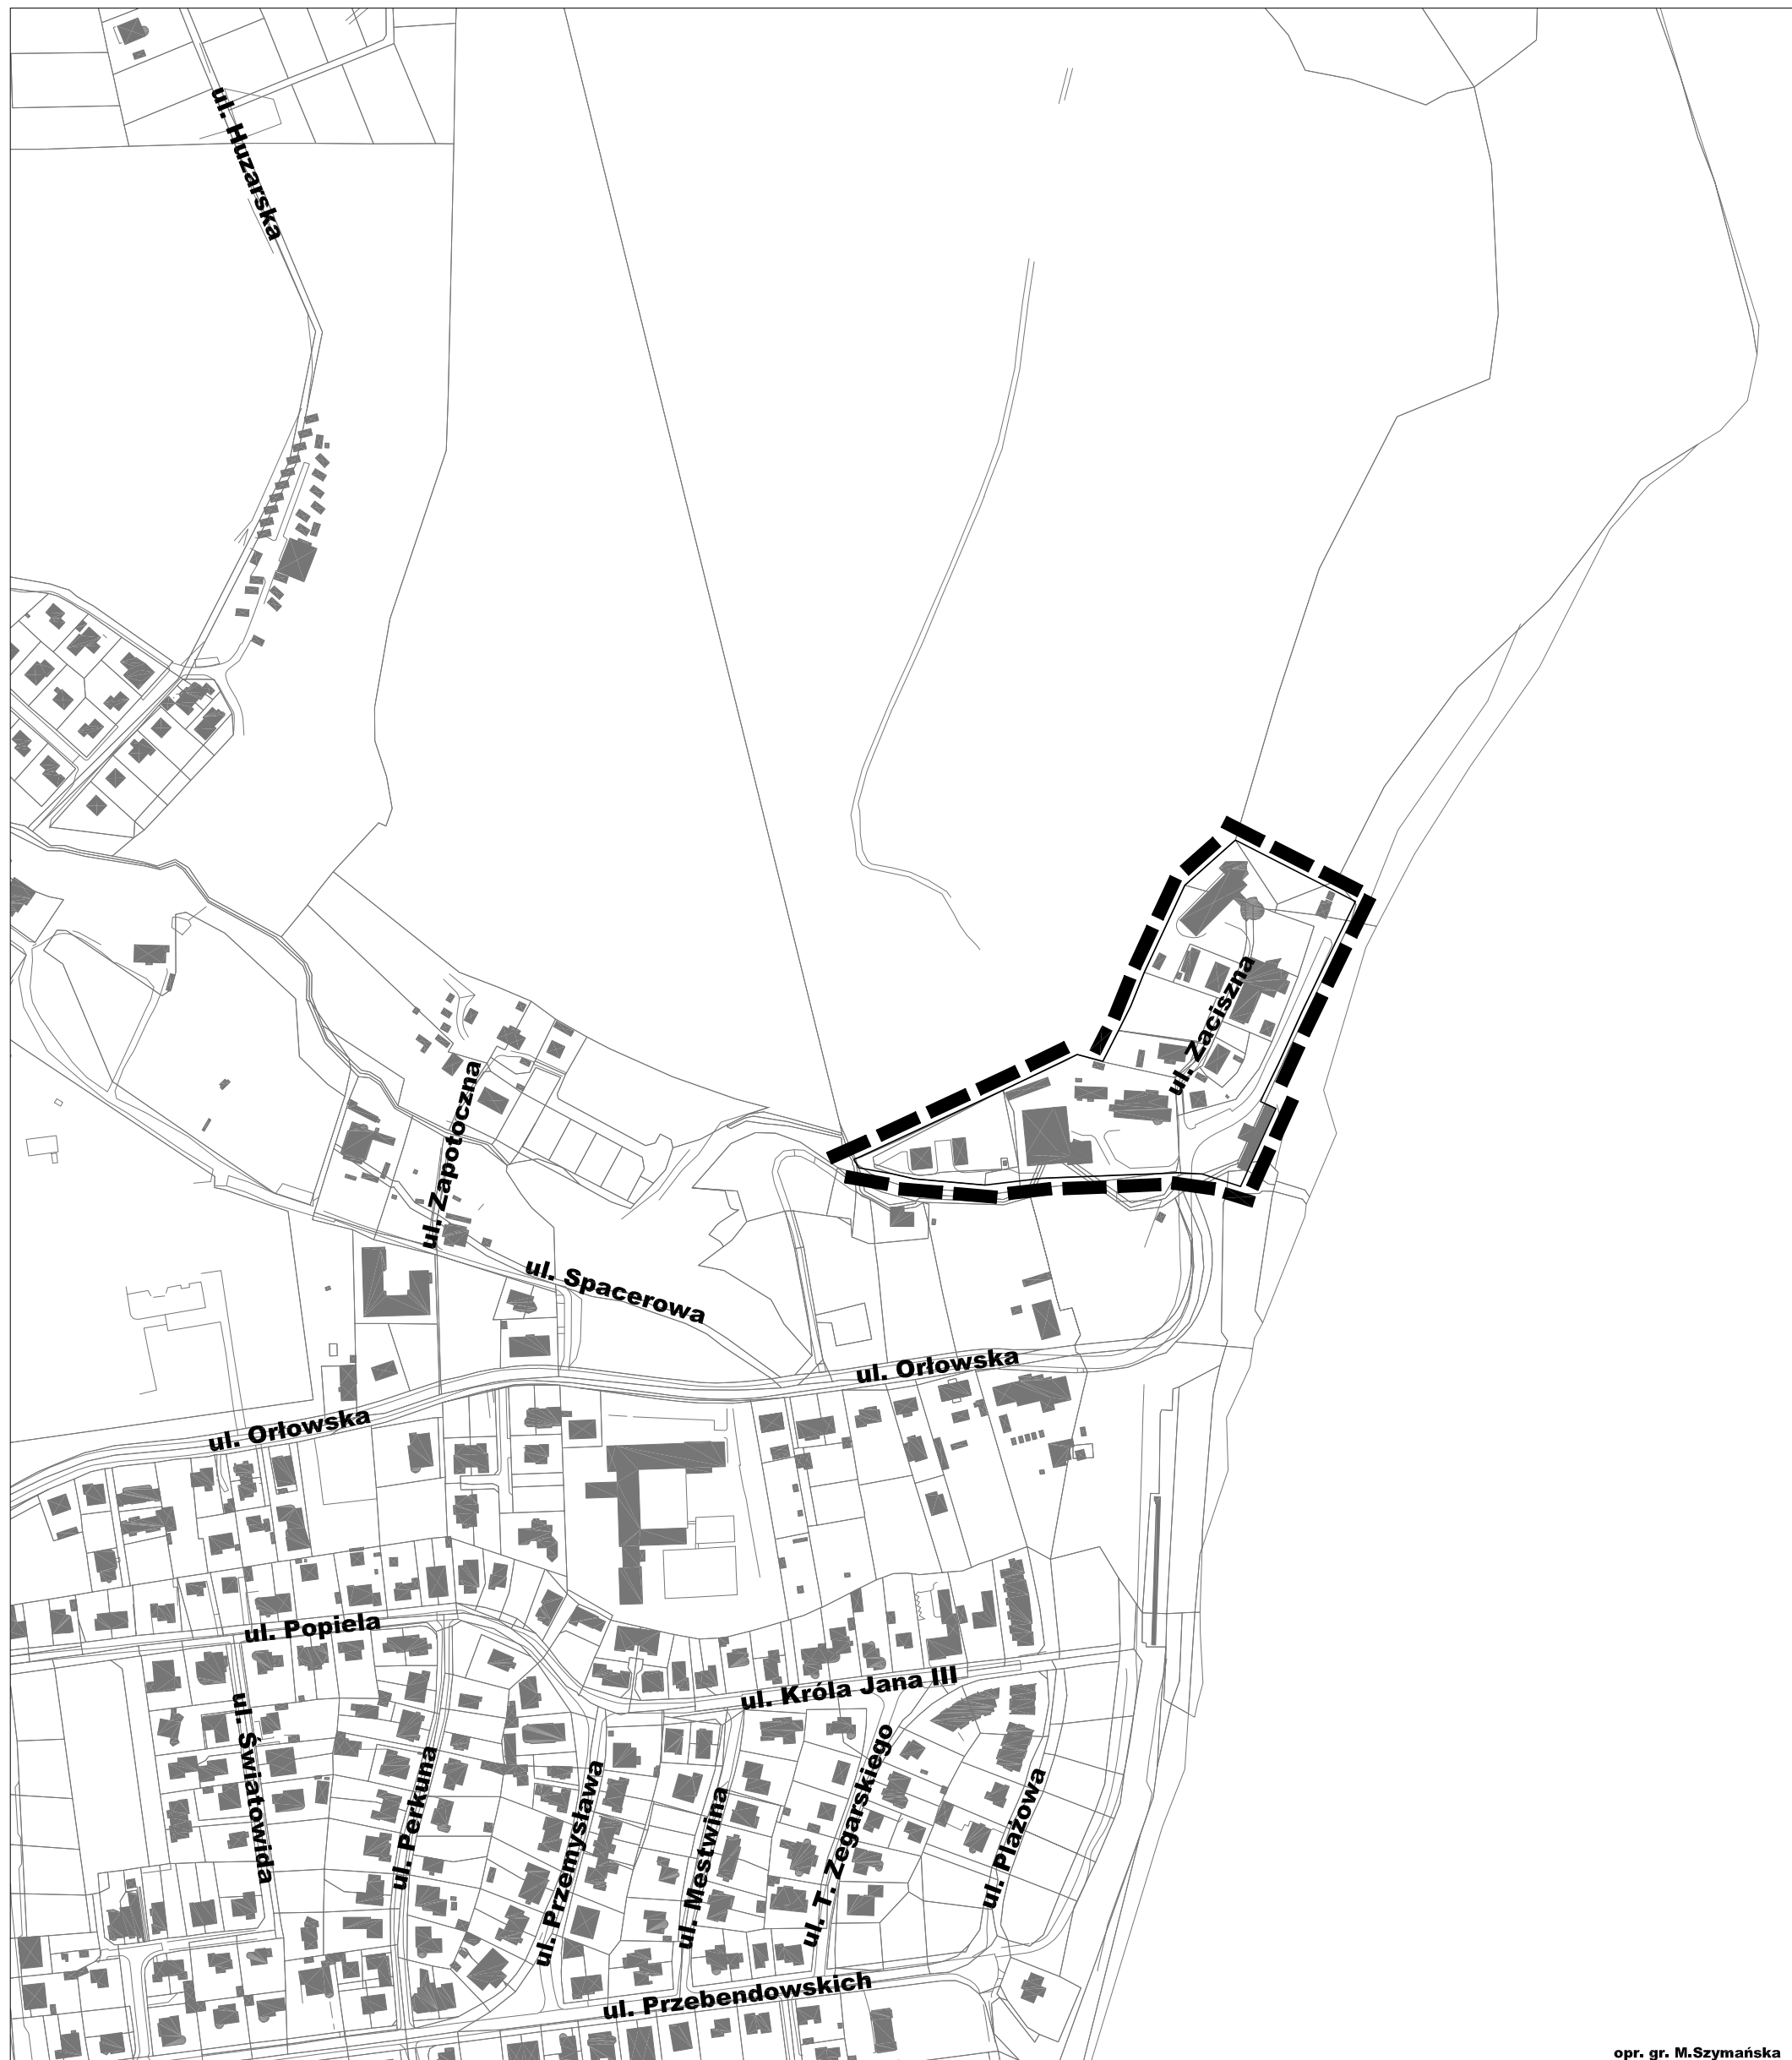 ul. Huzarska
ul. Zaciszna
ul. Zapotoczna
ul. Spacerowa
ul. Orłowska
ul. Orłowska
ul. Popiela
ul. Króla Jana III
ul. Światowida
ul. Perkuna
ul. Przemysława
ul. Mestwina
ul. T. Zegarskiego
ul. Plażowa
ul. Przebendowskich
opr. gr. M.Szymańska